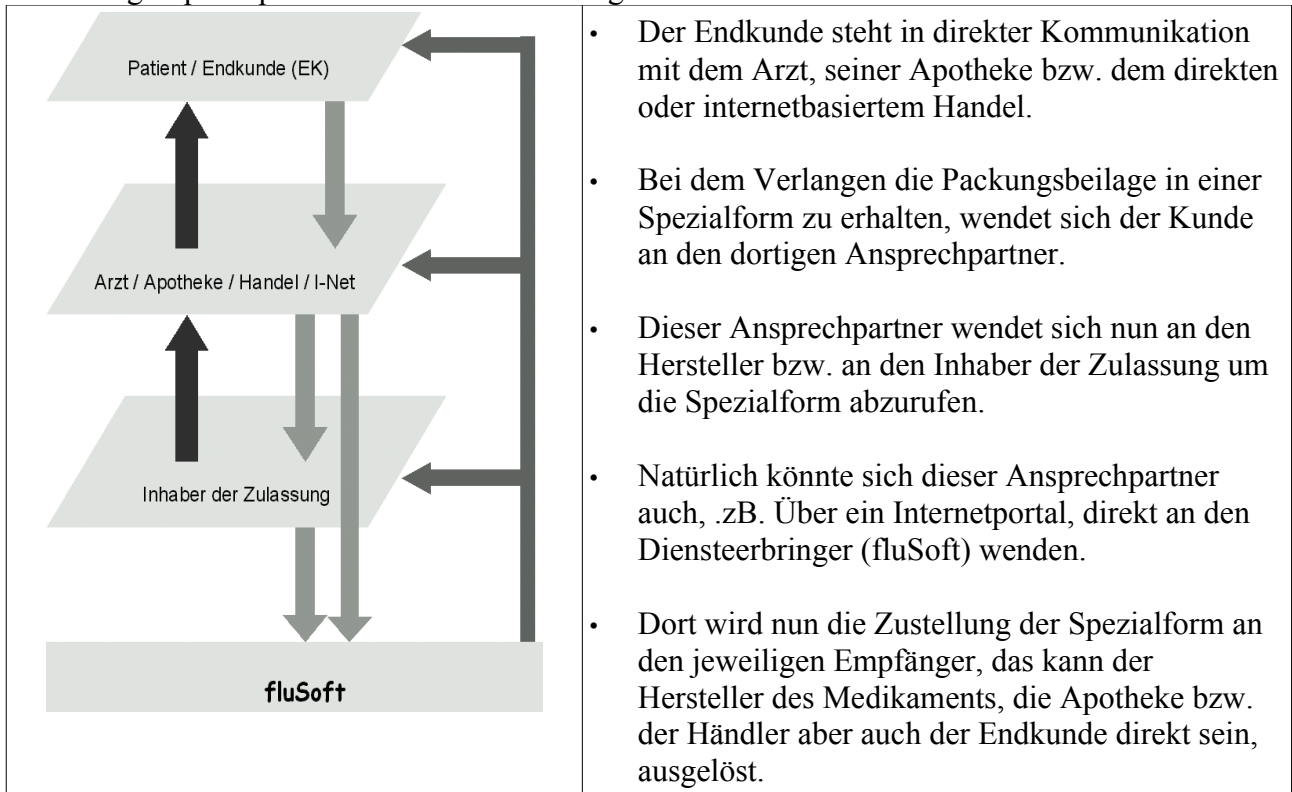 Patient / Endkunde (EK)
Arzt / Apotheke / Handel / I-Net
Inhaber der Zulassung
fluSoft
• Der Endkunde steht in direkter Kommunikation
mit dem Arzt, seiner Apotheke bzw. dem direkten
oder internetbasiertem Handel.
• Bei dem Verlangen die Packungsbeilage in einer
Spezialform zu erhalten, wendet sich der Kunde
an den dortigen Ansprechpartner.
• Dieser Ansprechpartner wendet sich nun an den
Hersteller bzw. an den Inhaber der Zulassung um
die Spezialform abzurufen.
• Natürlich könnte sich dieser Ansprechpartner
auch, .zB. Über ein Internetportal, direkt an den
Diensteerbringer (fluSoft) wenden.
• Dort wird nun die Zustellung der Spezialform an
den jeweiligen Empfänger, das kann der
Hersteller des Medikaments, die Apotheke bzw.
der Händler aber auch der Endkunde direkt sein,
ausgelöst.